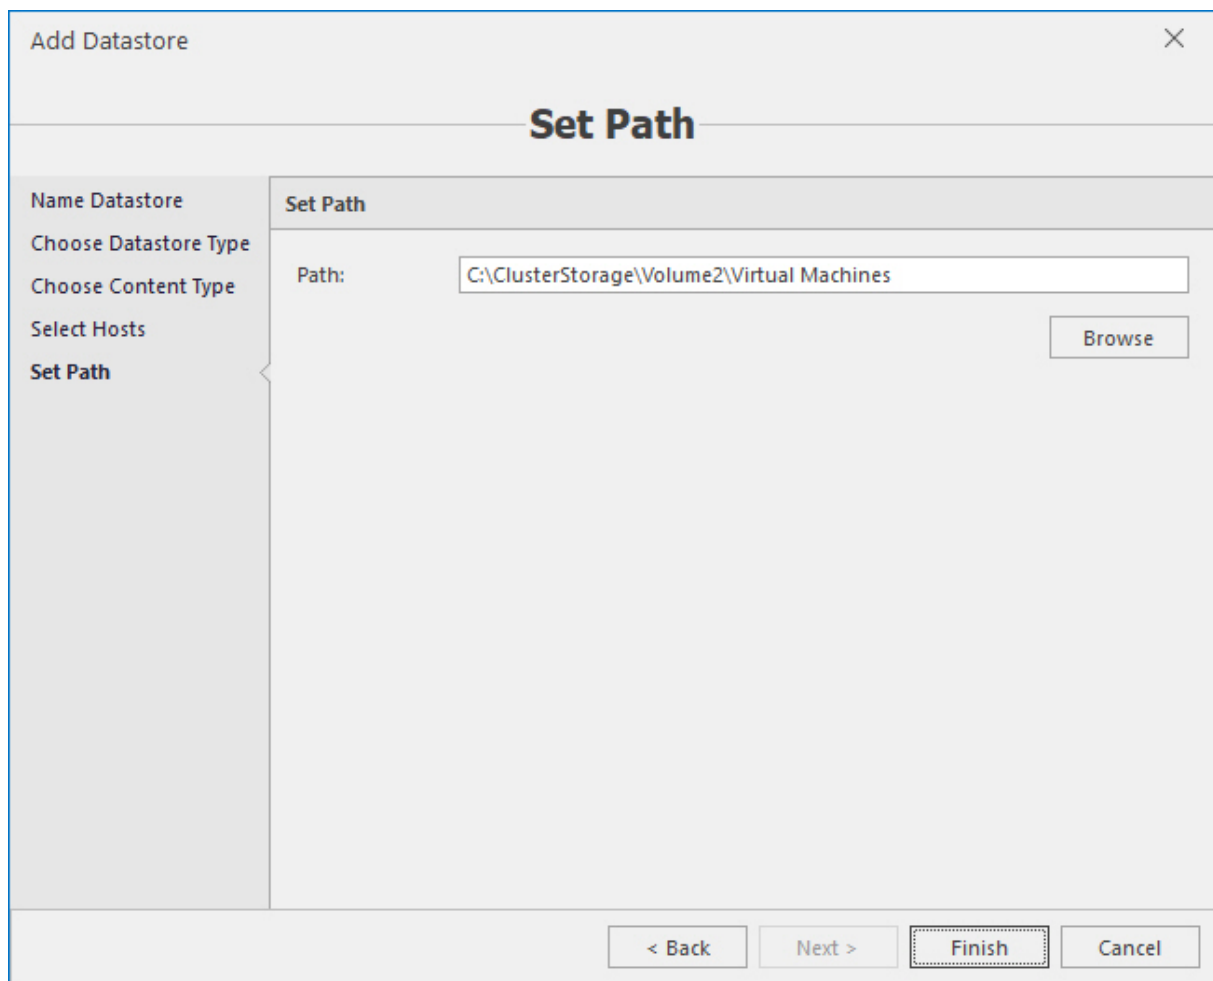 Add Datastore
Set Path
Name Datastore
Choose Datastore Type
Choose Content Type
Select Hosts
Set Path
Set Path
Path:
C:\ClusterStorage\Volume2\Virtual Machines
Browse
< Back
Next >
Finish
Cancel